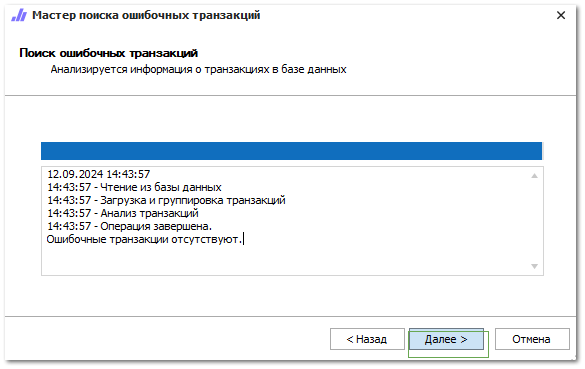 Мастер поиска ошибочных транзакций
Поиск ошибочных транзакций
Анализируется информация о транзакциях в базе данных
12.09.2024 14:43:57
14:43:57 - Чтение из базы данных
14:43:57 - Загрузка и группировка транзакций
14:43:57 - Анализ транзакций
14:43:57 - Операция завершена.
Ошибочные транзакции отсутствуют.
< Назад
Далее >
Отмена